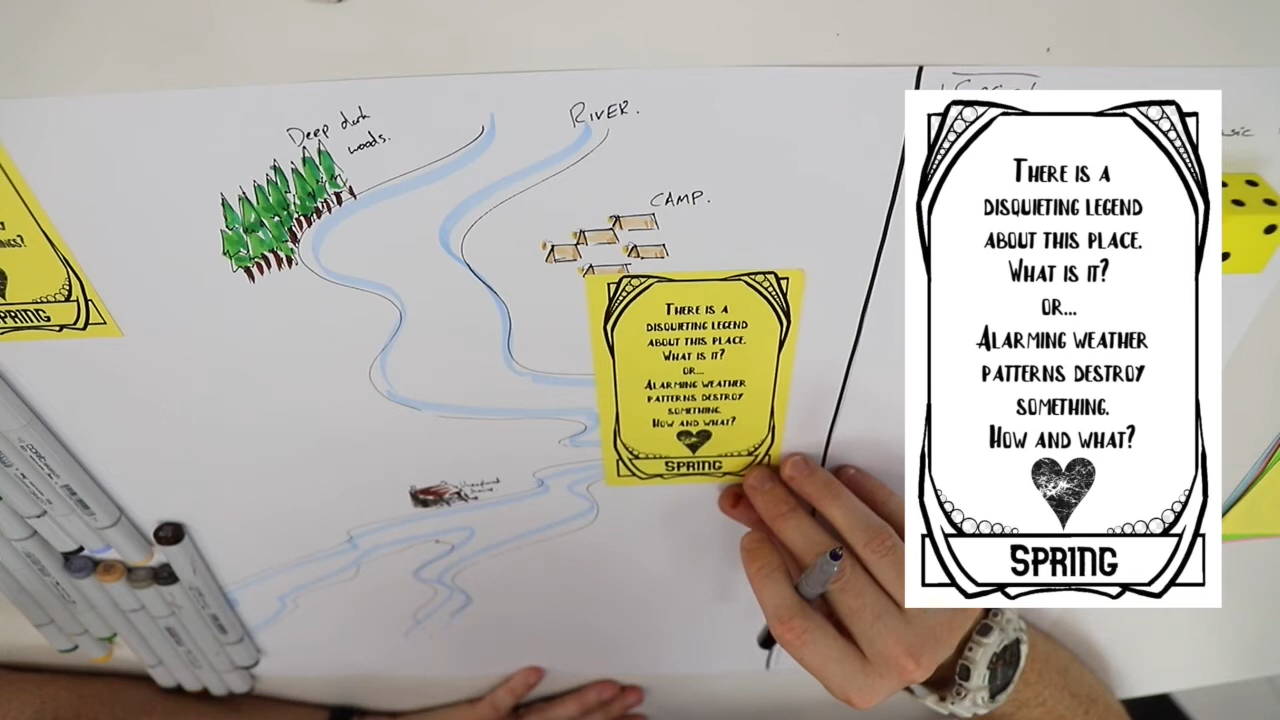 Deep dark
woods.
RIVER.
CAMP.
THERE IS A
DISQUIETING LEGEND
ABOUT THIS PLACE.
WHAT IS IT?
OR...
ALARMING WEATHER
PATTERNS DESTROY
SOMETHING.
HOW AND WHAT?
SPRING
THERE IS A
DISQUIETING LEGEND
ABOUT THIS PLACE.
WHAT IS IT?
OR...
ALARMING WEATHER
PATTERNS DESTROY
SOMETHING.
HOW AND WHAT?
SPRING